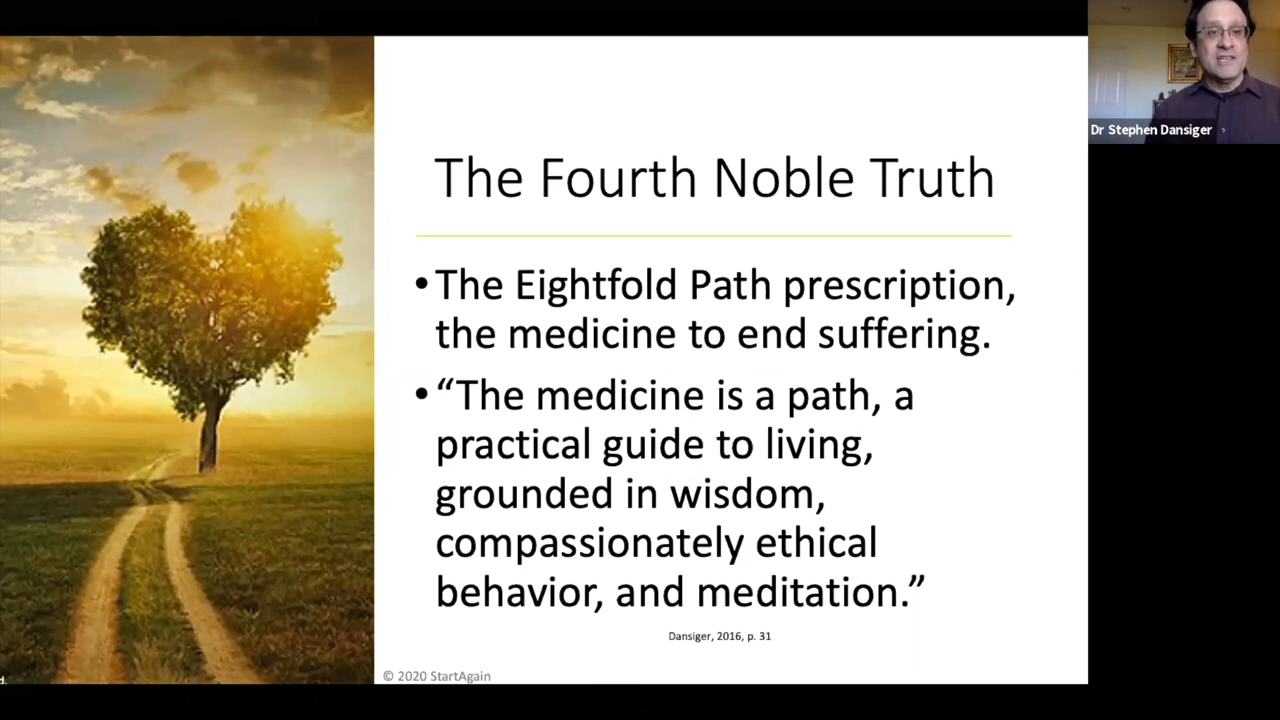 Dr Stephen Dansiger
The Fourth Noble Truth
•The Eightfold Path prescription,
the medicine to end suffering.
•“The medicine is a path, a
practical guide to living,
grounded in wisdom,
compassionately ethical
behavior, and meditation.”
Dansiger, 2016, p. 31
© 2020 StartAgain
d.